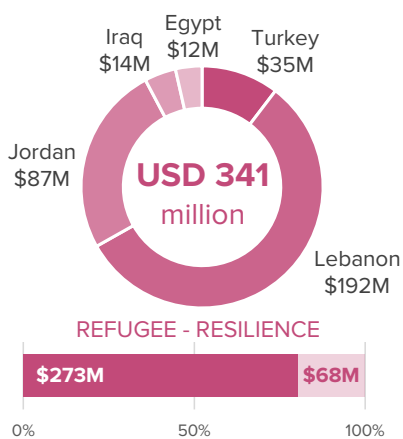 Egypt
$12M
Iraq
$14M
Turkey
$35M
Jordan
$87M
USD 341
million
Lebanon
$192M
REFUGEE - RESILIENCE
$273M $68M
0% 50% 100%